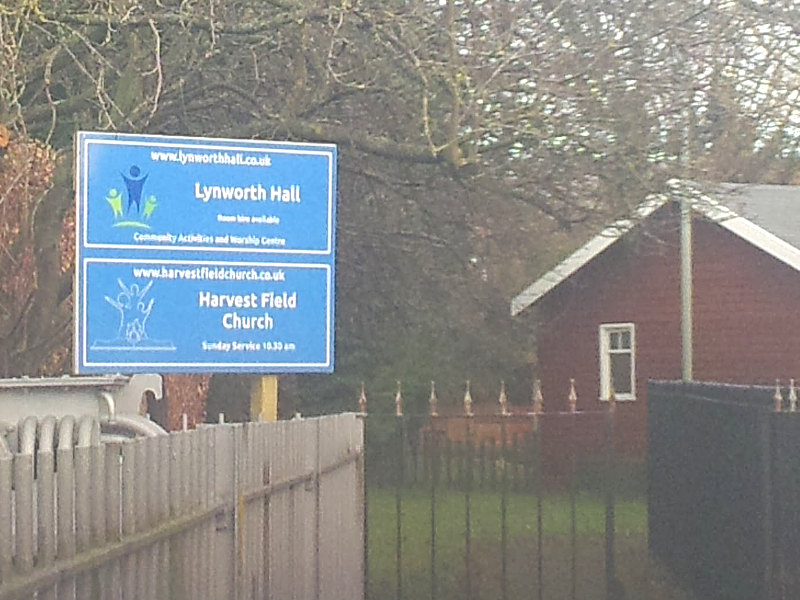 www.lynworthhall.co.uk
Lynworth Hall
Room hire available
Community Activities and Worship Centre
www.harvestfieldchurch.co.uk
Harvest Field
Church
Sunday Service 10.30 am